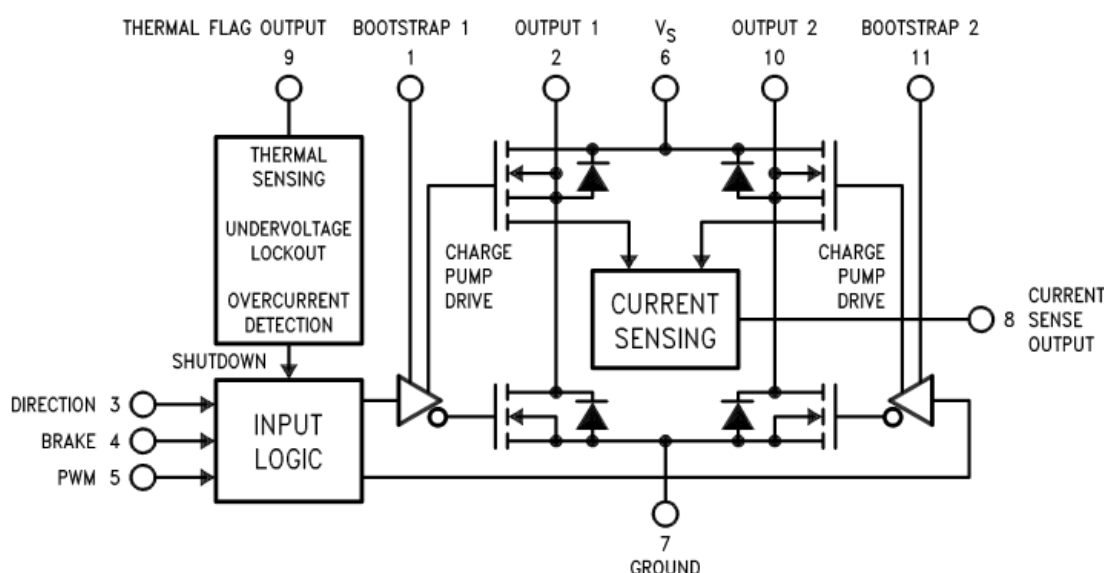 THERMAL FLAG OUTPUT
9
BOOTSTRAP 1
1
OUTPUT 1
2
VS
6
OUTPUT 2
10
BOOTSTRAP 2
11
THERMAL
SENSING
UNDERVOLTAGE
LOCKOUT
OVERCURRENT
DETECTION
CHARGE
PUMP
DRIVE
CURRENT
SENSING
CHARGE
PUMP
DRIVE
8 CURRENT
SENSE
OUTPUT
SHUTDOWN
DIRECTION 3
BRAKE 4
PWM 5
INPUT
LOGIC
7
GROUND